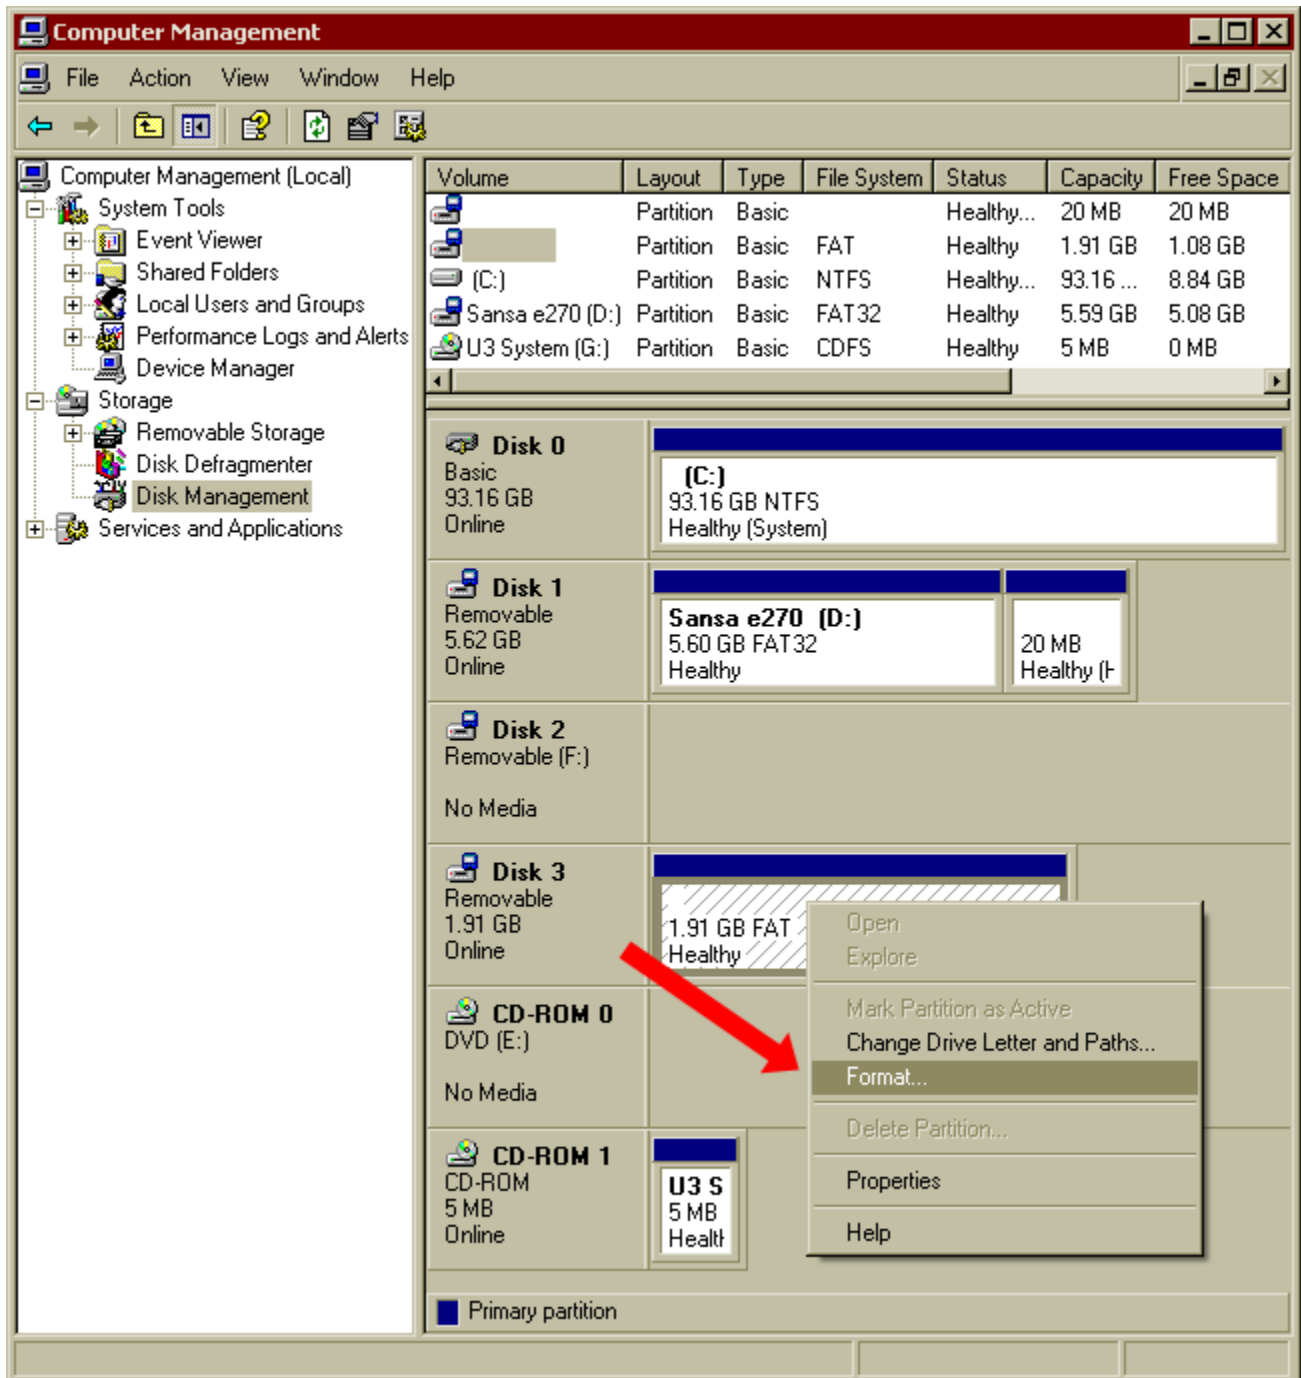 Computer Management
File Action View Window Help
Computer Management (Local)
System Tools
Event Viewer
Shared Folders
Local Users and Groups
Performance Logs and Alerts
Device Manager
Storage
Removable Storage
Disk Defragmenter
Disk Management
Services and Applications
Volume Layout Type File System Status Capacity Free Space
Partition Basic Healthy... 20 MB 20 MB
Partition Basic FAT Healthy 1.91 GB 1.08 GB
(C:) Partition Basic NTFS Healthy... 93.16 ... 8.84 GB
Sansa e270 (D:) Partition Basic FAT32 Healthy 5.59 GB 5.08 GB
U3 System (G:) Partition Basic CDFS Healthy 5 MB 0 MB
Disk 0
Basic
93.16 GB
Online
(C:)
93.16 GB NTFS
Healthy (System)
Disk 1
Removable
5.62 GB
Online
Sansa e270 (D:)
5.60 GB FAT32
Healthy
20 MB
Healthy (H
Disk 2
Removable (F:)
No Media
Disk 3
Removable
1.91 GB
Online
1.91 GB FAT
Healthy
Open
Explore
Mark Partition as Active
Change Drive Letter and Paths...
Format...
Delete Partition...
Properties
Help
CD-ROM 0
DVD (E:)
No Media
CD-ROM 1
CD-ROM
5 MB
Online
U3 S
5 MB
Healt
Primary partition